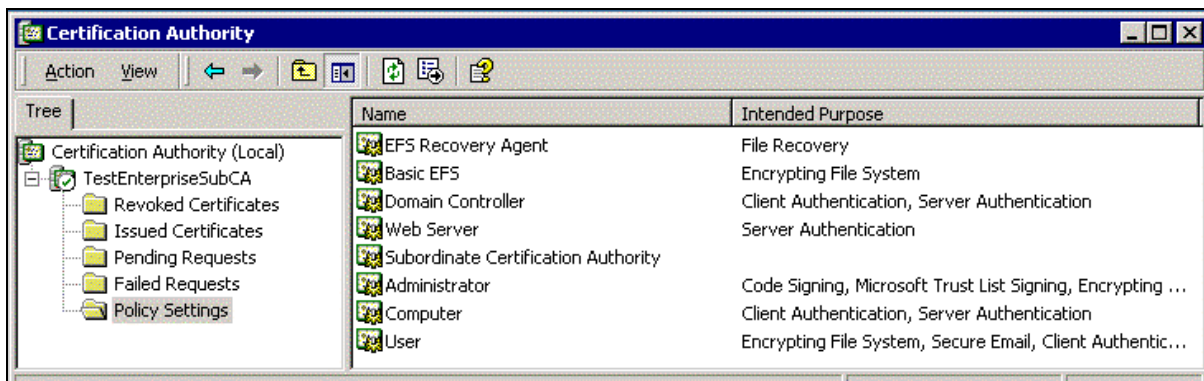 Certification Authority
Action View
Tree
Name Intended Purpose
Certification Authority (Local)
TestEnterpriseSubCA
Revoked Certificates
Issued Certificates
Pending Requests
Failed Requests
Policy Settings
EFS Recovery Agent File Recovery
Basic EFS Encrypting File System
Domain Controller Client Authentication, Server Authentication
Web Server Server Authentication
Subordinate Certification Authority
Administrator Code Signing, Microsoft Trust List Signing, Encrypting ...
Computer Client Authentication, Server Authentication
User Encrypting File System, Secure Email, Client Authentic...